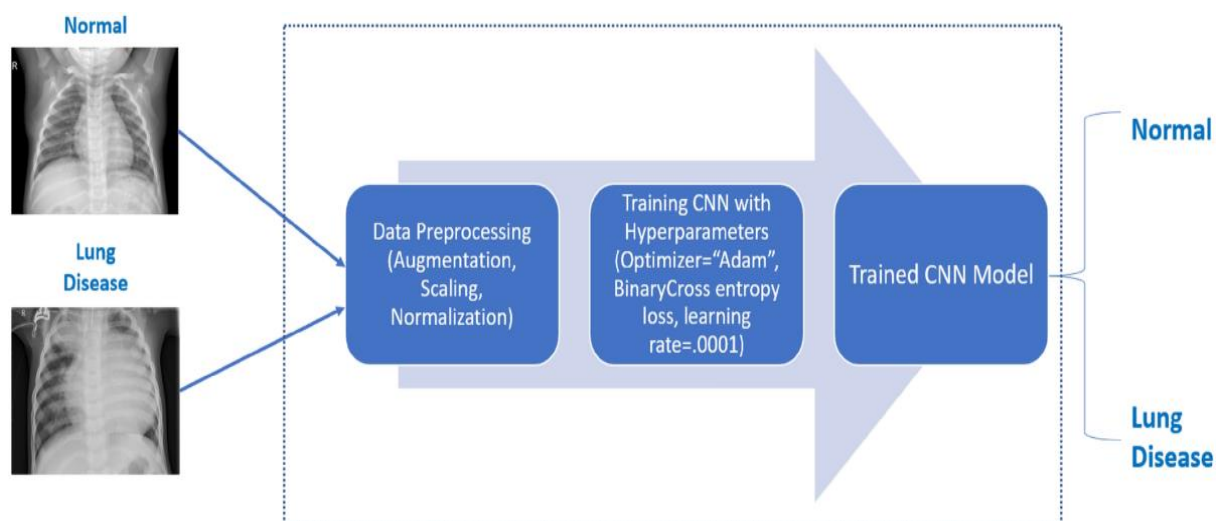 Normal
R
Lung
Disease
R
Data Preprocessing
(Augmentation,
Scaling,
Normalization)
Training CNN with
Hyperparameters
(Optimizer=“Adam”,
BinaryCross entropy
loss, learning
rate=.0001)
Trained CNN Model
Normal
Lung
Disease